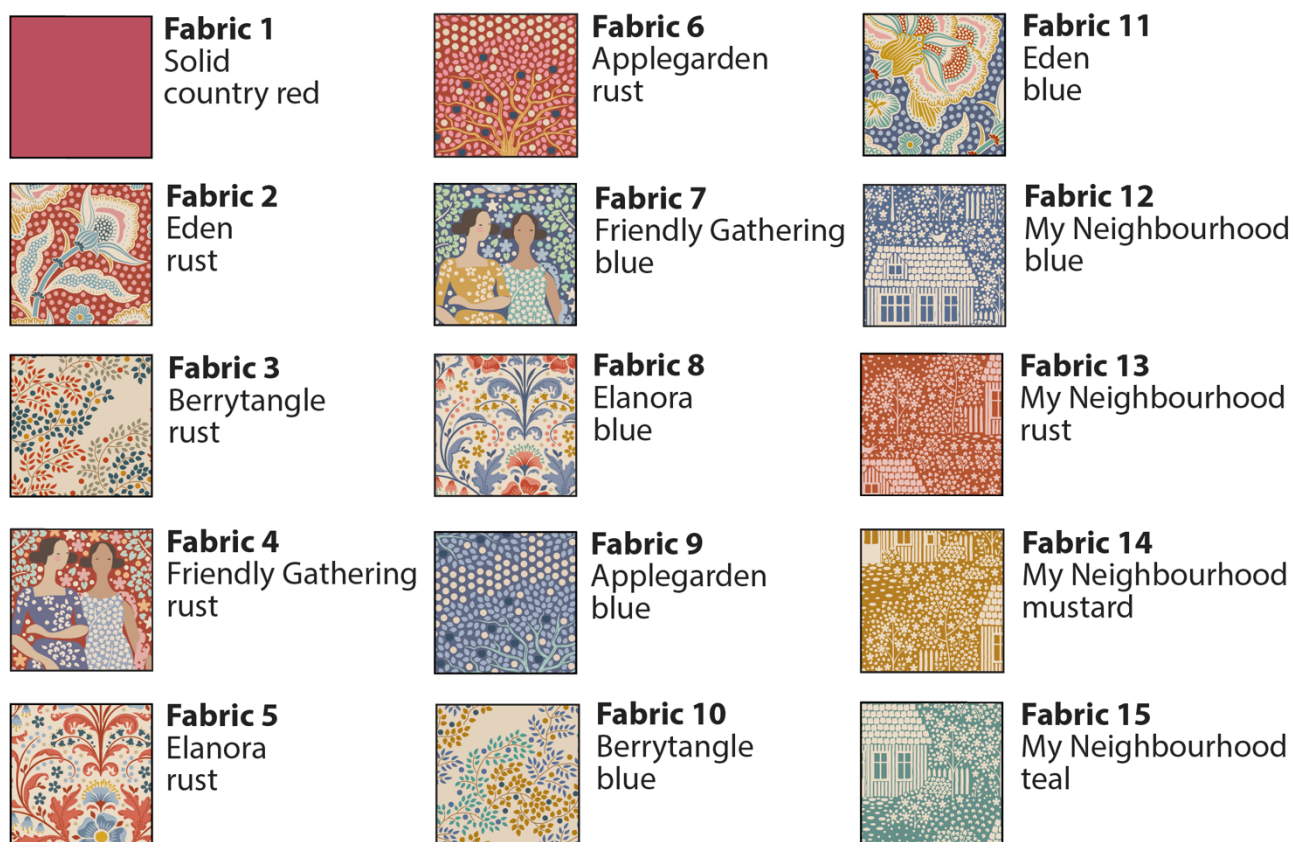 Fabric 1
Solid
country red
Fabric 2
Eden
rust
Fabric 3
Berrytangle
rust
Fabric 4
Friendly Gathering
rust
Fabric 5
Elanora
rust
Fabric 6
Applegarden
rust
Fabric 7
Friendly Gathering
blue
Fabric 8
Elanora
blue
Fabric 9
Applegarden
blue
Fabric 10
Berrytangle
blue
Fabric 11
Eden
blue
Fabric 12
My Neighbourhood
blue
Fabric 13
My Neighbourhood
rust
Fabric 14
My Neighbourhood
mustard
Fabric 15
My Neighbourhood
teal